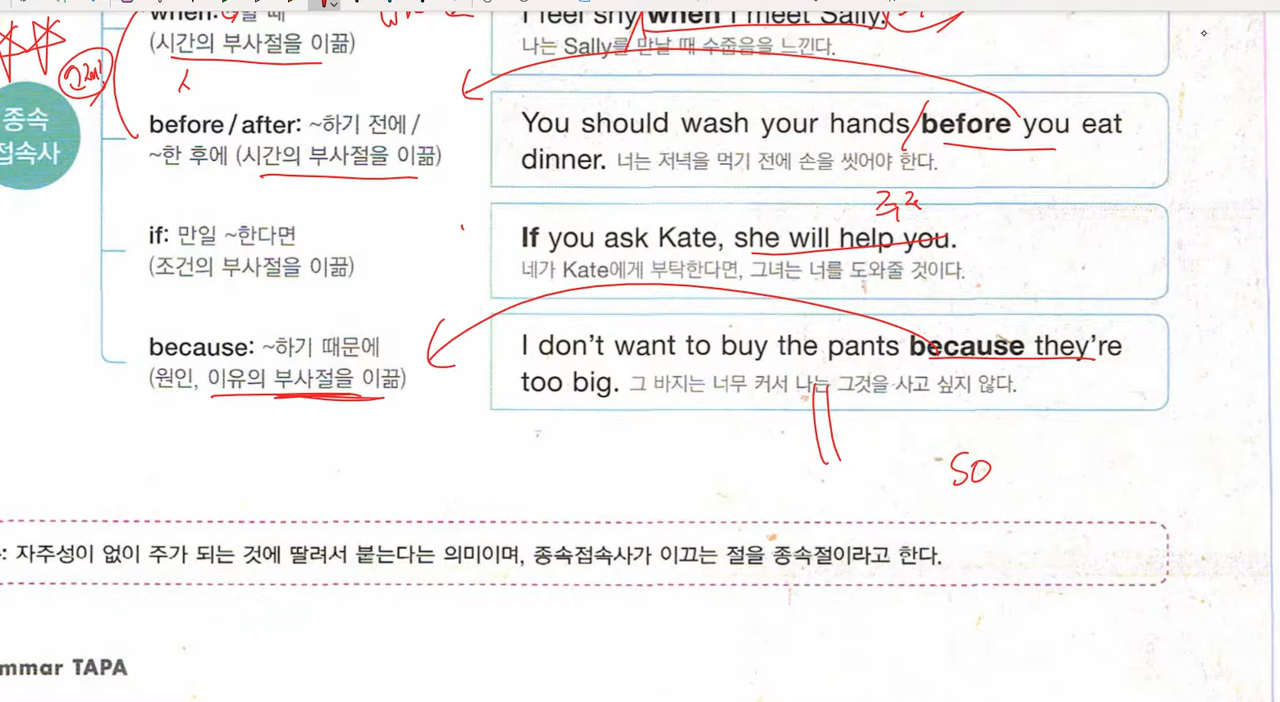 when: ~할 때
(시간의 부사절을 이끎)
I feel shy when I meet Sally.
나는 Sally를 만날 때 수줍음을 느낀다.
종속
접속사
before / after: ~하기 전에 /
~한 후에 (시간의 부사절을 이끎)
You should wash your hands before you eat
dinner. 너는 저녁을 먹기 전에 손을 씻어야 한다.
if: 만일 ~한다면
(조건의 부사절을 이끎)
If you ask Kate, she will help you.
네가 Kate에게 부탁한다면, 그녀는 너를 도와줄 것이다.
because: ~하기 때문에
(원인, 이유의 부사절을 이끎)
I don't want to buy the pants because they're
too big. 그 바지는 너무 커서 나는 그것을 사고 싶지 않다.
so
: 자주성이 없이 주가 되는 것에 딸려서 붙는다는 의미이며, 종속접속사가 이끄는 절을 종속절이라고 한다.
mmar TAPA